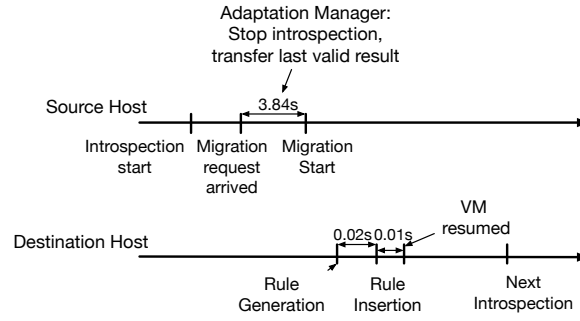 Adaptation Manager:
Stop introspection,
transfer last valid result
3.84s
Source Host
Introspection
start
Migration
request
arrived
Migration
Start
VM
resumed
0.02s
0.01s
Destination Host
Rule
Generation
Rule
Insertion
Next
Introspection